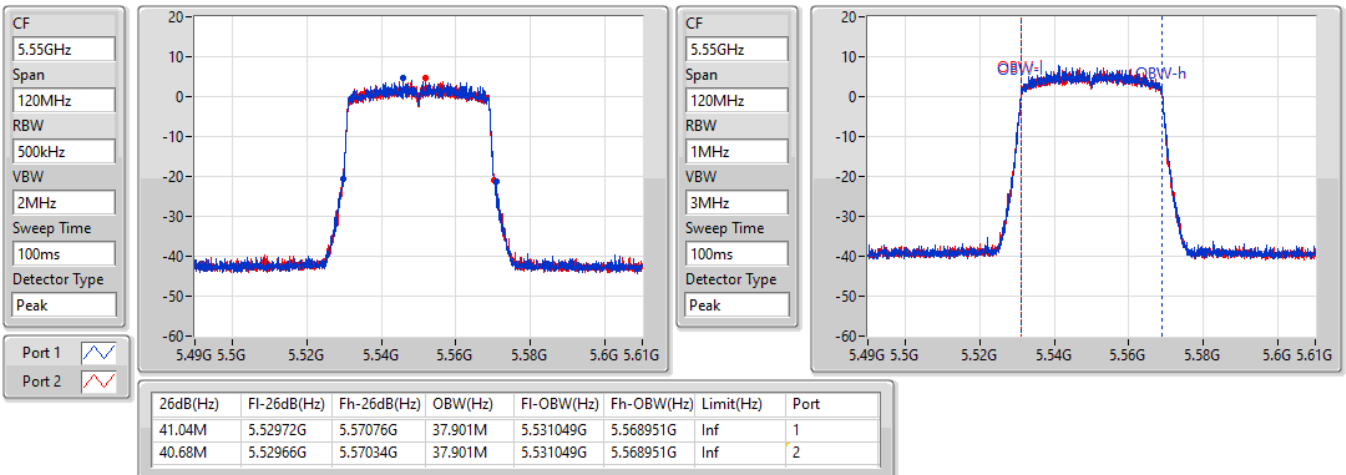 CF
5.55GHz
Span
120MHz
RBW
500kHz
VBW
2MHz
Sweep Time
100ms
Detector Type
Peak
Port 1
Port 2
20
10
0
-10
-20
-30
-40
-50
-60
5.49G 5.5G 5.52G 5.54G 5.56G 5.58G 5.6G 5.61G
CF
5.55GHz
Span
120MHz
RBW
1MHz
VBW
3MHz
Sweep Time
100ms
Detector Type
Peak
20
10
0
-10
-20
-30
-40
-50
-60
OBW-l
OBW-h
5.49G 5.5G 5.52G 5.54G 5.56G 5.58G 5.6G 5.61G
26dB(Hz) Fl-26dB(Hz) Fh-26dB(Hz) OBW(Hz) Fl-OBW(Hz) Fh-OBW(Hz) Limit(Hz) Port
41.04M 5.52972G 5.57076G 37.901M 5.531049G 5.568951G Inf 1
40.68M 5.52966G 5.57034G 37.901M 5.531049G 5.568951G Inf 2